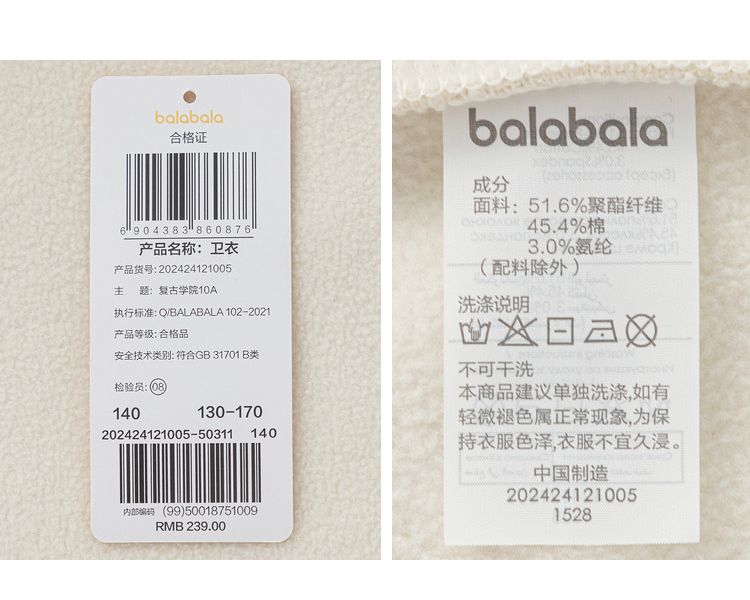 balabala
合格证
6 904383 860876
产品名称: 卫衣
产品货号: 202424121005
主 题: 复古学院10A
执行标准: Q/BALABALA 102-2021
产品等级: 合格品
安全技术类别: 符合GB 31701 B类
检验员: 08
140 130-170
202424121005-50311 140
内部编码 (99)50018751009
RMB 239.00
balabala
成分
面料: 51.6%聚酯纤维
45.4%棉
3.0%氨纶
(配料除外)
洗涤说明
不可干洗
本商品建议单独洗涤,如有
轻微褪色属正常现象,为保
持衣服色泽,衣服不宜久浸。
中国制造
202424121005
1528